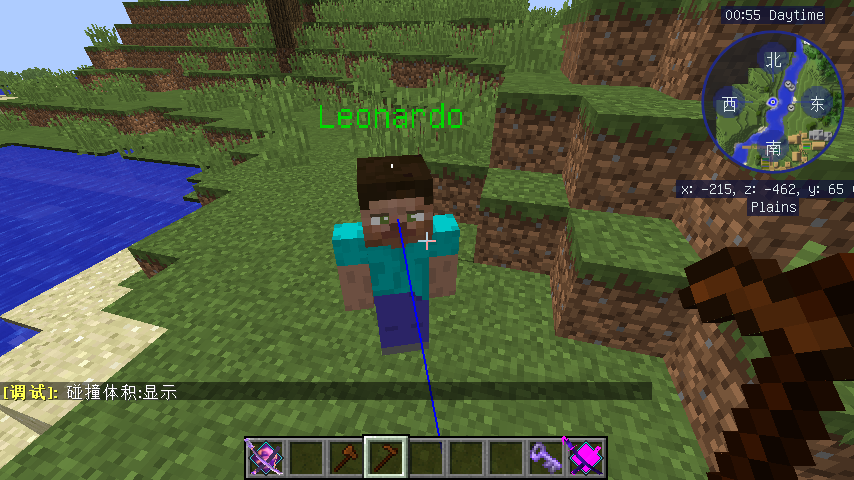 00:55 Daytime
北
西
东
南
Leonardo
x: -215, z: -462, y: 65
Plains
[调试]: 碰撞体积:显示